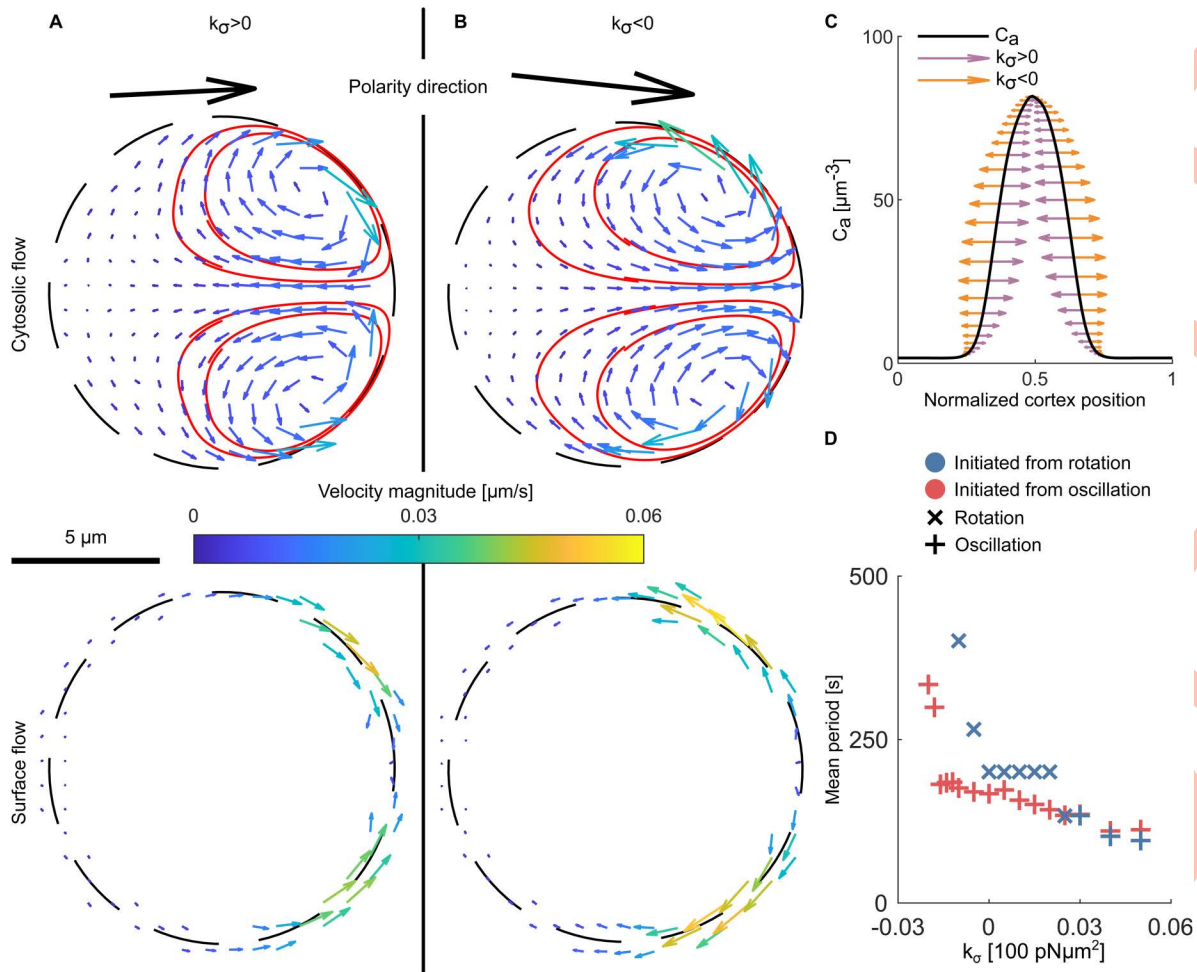 A
kσ>0
B
kσ<0
Polarity direction
Cytosolic flow
Velocity magnitude [µm/s]
0
0.03
0.06
5 µm
Surface flow
C
Ca
kσ>0
kσ<0
100
50
0
Ca [µm-3]
0
0.5
1
Normalized cortex position
D
Initiated from rotation
Initiated from oscillation
Rotation
Oscillation
500
250
0
Mean period [s]
-0.03
0
0.03
0.06
kσ [100 pNµm²]